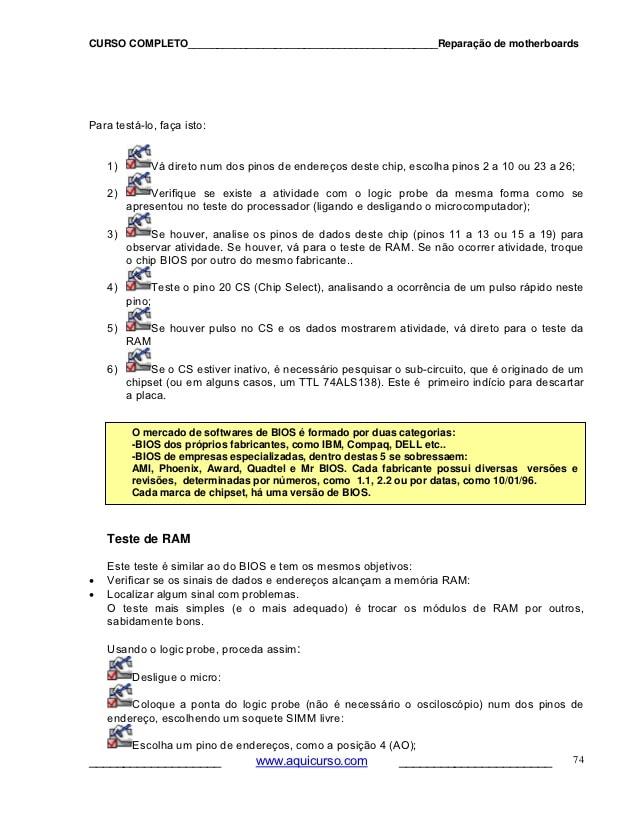 CURSO COMPLETO__________________________________________Reparação de motherboards
Para testá-lo, faça isto:
1) Vá direto num dos pinos de endereços deste chip, escolha pinos 2 a 10 ou 23 a 26;
2) Verifique se existe a atividade com o logic probe da mesma forma como se
apresentou no teste do processador (ligando e desligando o microcomputador);
3) Se houver, analise os pinos de dados deste chip (pinos 11 a 13 ou 15 a 19) para
observar atividade. Se houver, vá para o teste de RAM. Se não ocorrer atividade, troque
o chip BIOS por outro do mesmo fabricante..
4) Teste o pino 20 CS (Chip Select), analisando a ocorrência de um pulso rápido neste
pino;
5) Se houver pulso no CS e os dados mostrarem atividade, vá direto para o teste da
RAM
6) Se o CS estiver inativo, é necessário pesquisar o sub-circuito, que é originado de um
chipset (ou em alguns casos, um TTL 74ALS138). Este é primeiro indício para descartar
a placa.
O mercado de softwares de BIOS é formado por duas categorias:
-BIOS dos próprios fabricantes, como IBM, Compaq, DELL etc..
-BIOS de empresas especializadas, dentro destas 5 se sobressaem:
AMI, Phoenix, Award, Quadtel e Mr BIOS. Cada fabricante possui diversas versões e
revisões, determinadas por números, como 1.1, 2.2 ou por datas, como 10/01/96.
Cada marca de chipset, há uma versão de BIOS.
Teste de RAM
Este teste é similar ao do BIOS e tem os mesmos objetivos:
• Verificar se os sinais de dados e endereços alcançam a memória RAM:
• Localizar algum sinal com problemas.
O teste mais simples (e o mais adequado) é trocar os módulos de RAM por outros,
sabidamente bons.
Usando o logic probe, proceda assim:
Desligue o micro:
Coloque a ponta do logic probe (não é necessário o osciloscópio) num dos pinos de
endereço, escolhendo um soquete SIMM livre:
Escolha um pino de endereços, como a posição 4 (AO);
___________________ www.aquicurso.com ______________________ 74